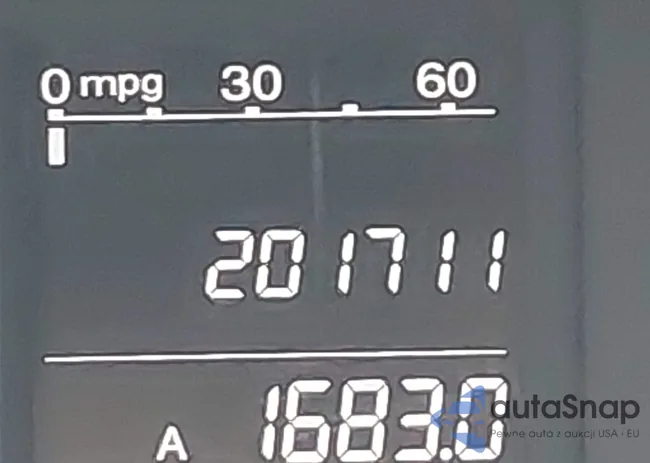 0 mpg 30 60
201711
A 1683.0
autaSnap
Pewne auta z aukcji USA i EU